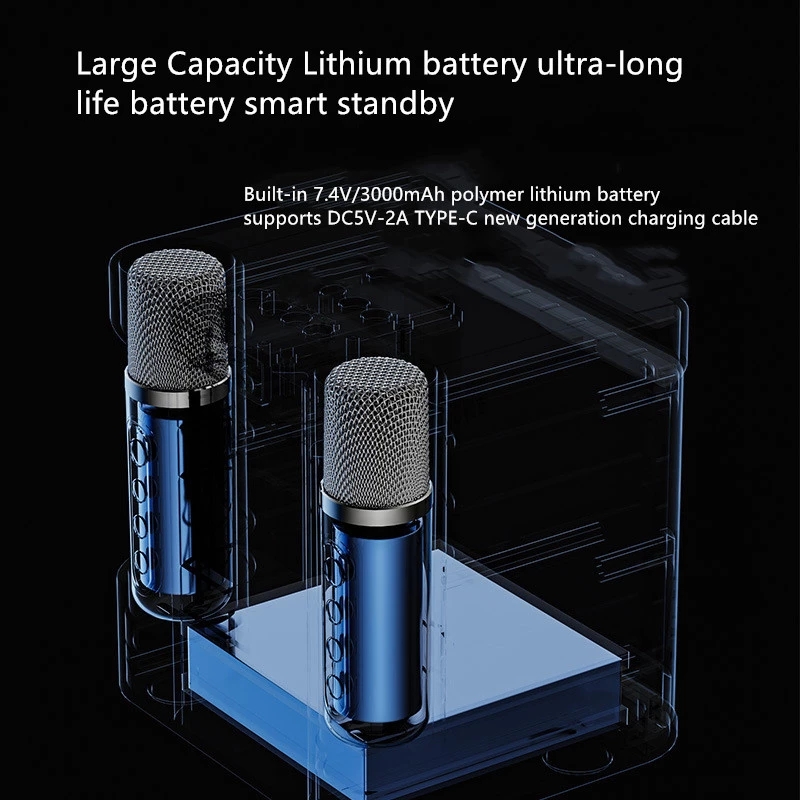 Large Capacity Lithium battery ultra-long
life battery smart standby
Built-in 7.4V/3000mAh polymer lithium battery
supports DC5V-2A TYPE-C new generation charging cable